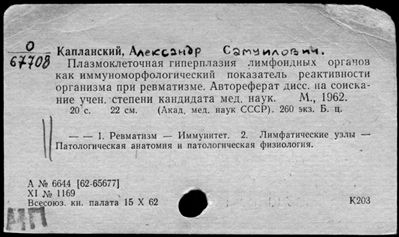 О
67708
Капланский, Александр Самуилович.
Плазмоклеточная гиперплазия лимфоидных органов
как иммуноморфологический показатель реактивности
организма при ревматизме. Автореферат дисс. на соиска-
ние учен. степени кандидата мед. наук. М., 1962.
20 с. 22 см. (Акад. мед. наук СССР). 260 экз. Б. ц.
— — 1. Ревматизм — Иммунитет. 2. Лимфатические узлы —
Патологическая анатомия и патологическая физиология.
А № 6644 [62-65677]
XI № 1169
Всесоюз. кн. палата 15 X 62
К203
МП